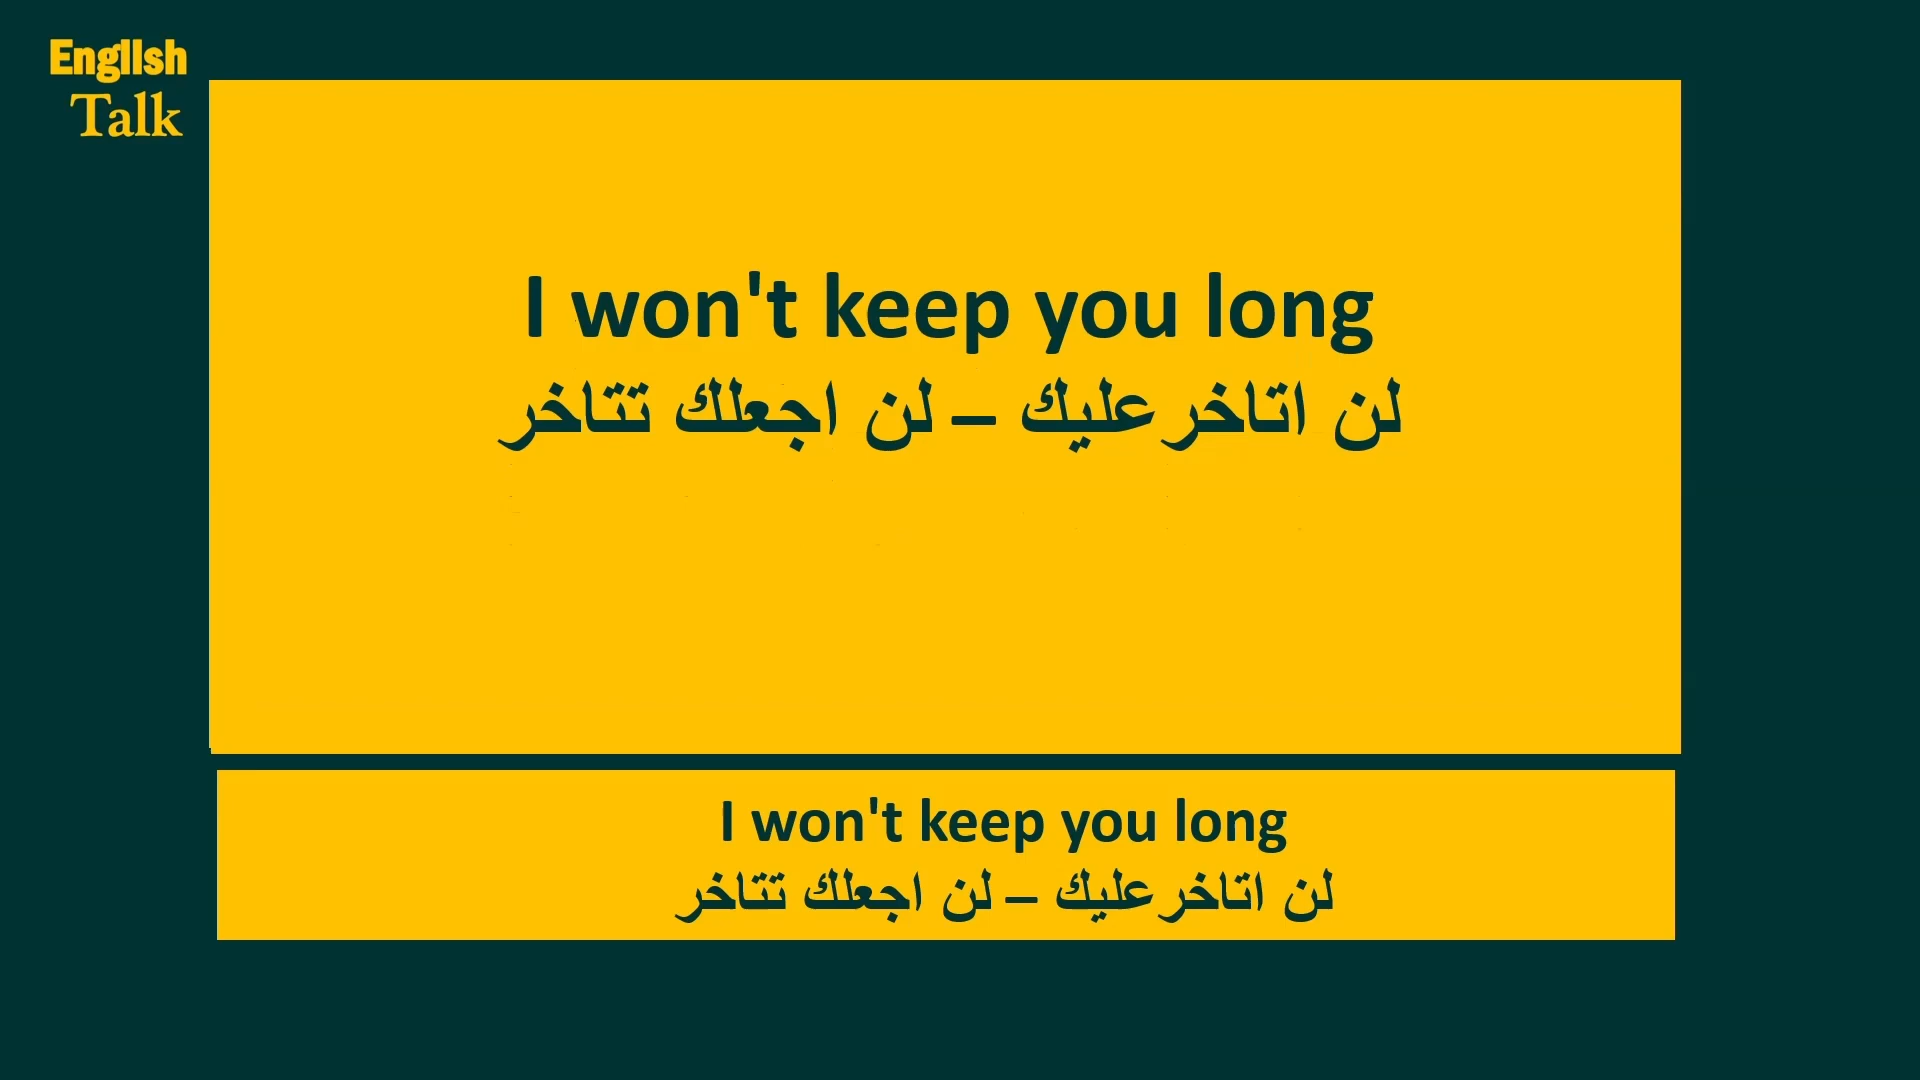 English
Talk
I won't keep you long
لن اتاخرعليك – لن اجعلك تتاخر
I won't keep you long
لن اتاخرعليك – لن اجعلك تتاخر